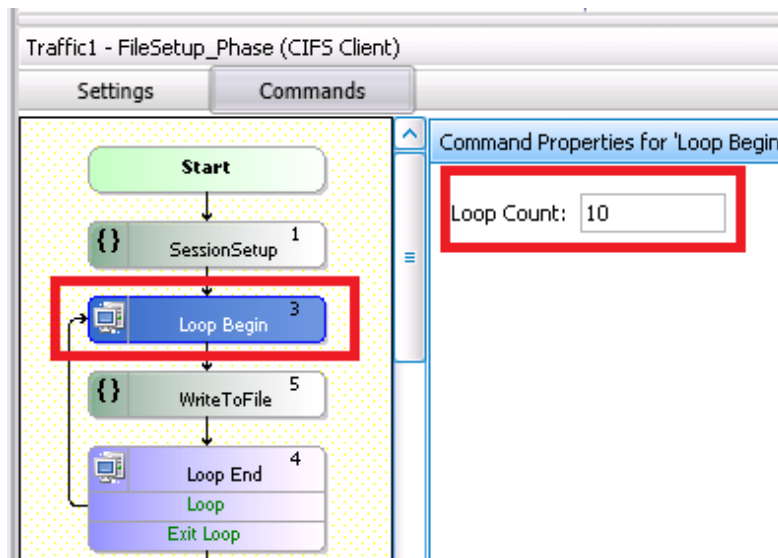 Traffic1 - FileSetup_Phase (CIFS Client)
Settings
Commands
Start
{} SessionSetup 1
Loop Begin 3
{} WriteToFile 5
Loop End 4
Loop
Exit Loop
Command Properties for 'Loop Begin
Loop Count: 10